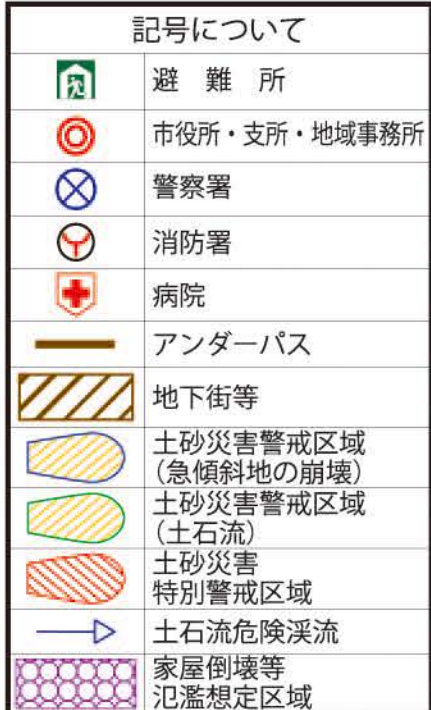 記号について
避 難 所
市役所・支所・地域事務所
警察署
消防署
病院
アンダーパス
地下街等
土砂災害警戒区域
(急傾斜地の崩壊)
土砂災害警戒区域
(土石流)
土砂災害
特別警戒区域
土石流危険渓流
家屋倒壊等
氾濫想定区域